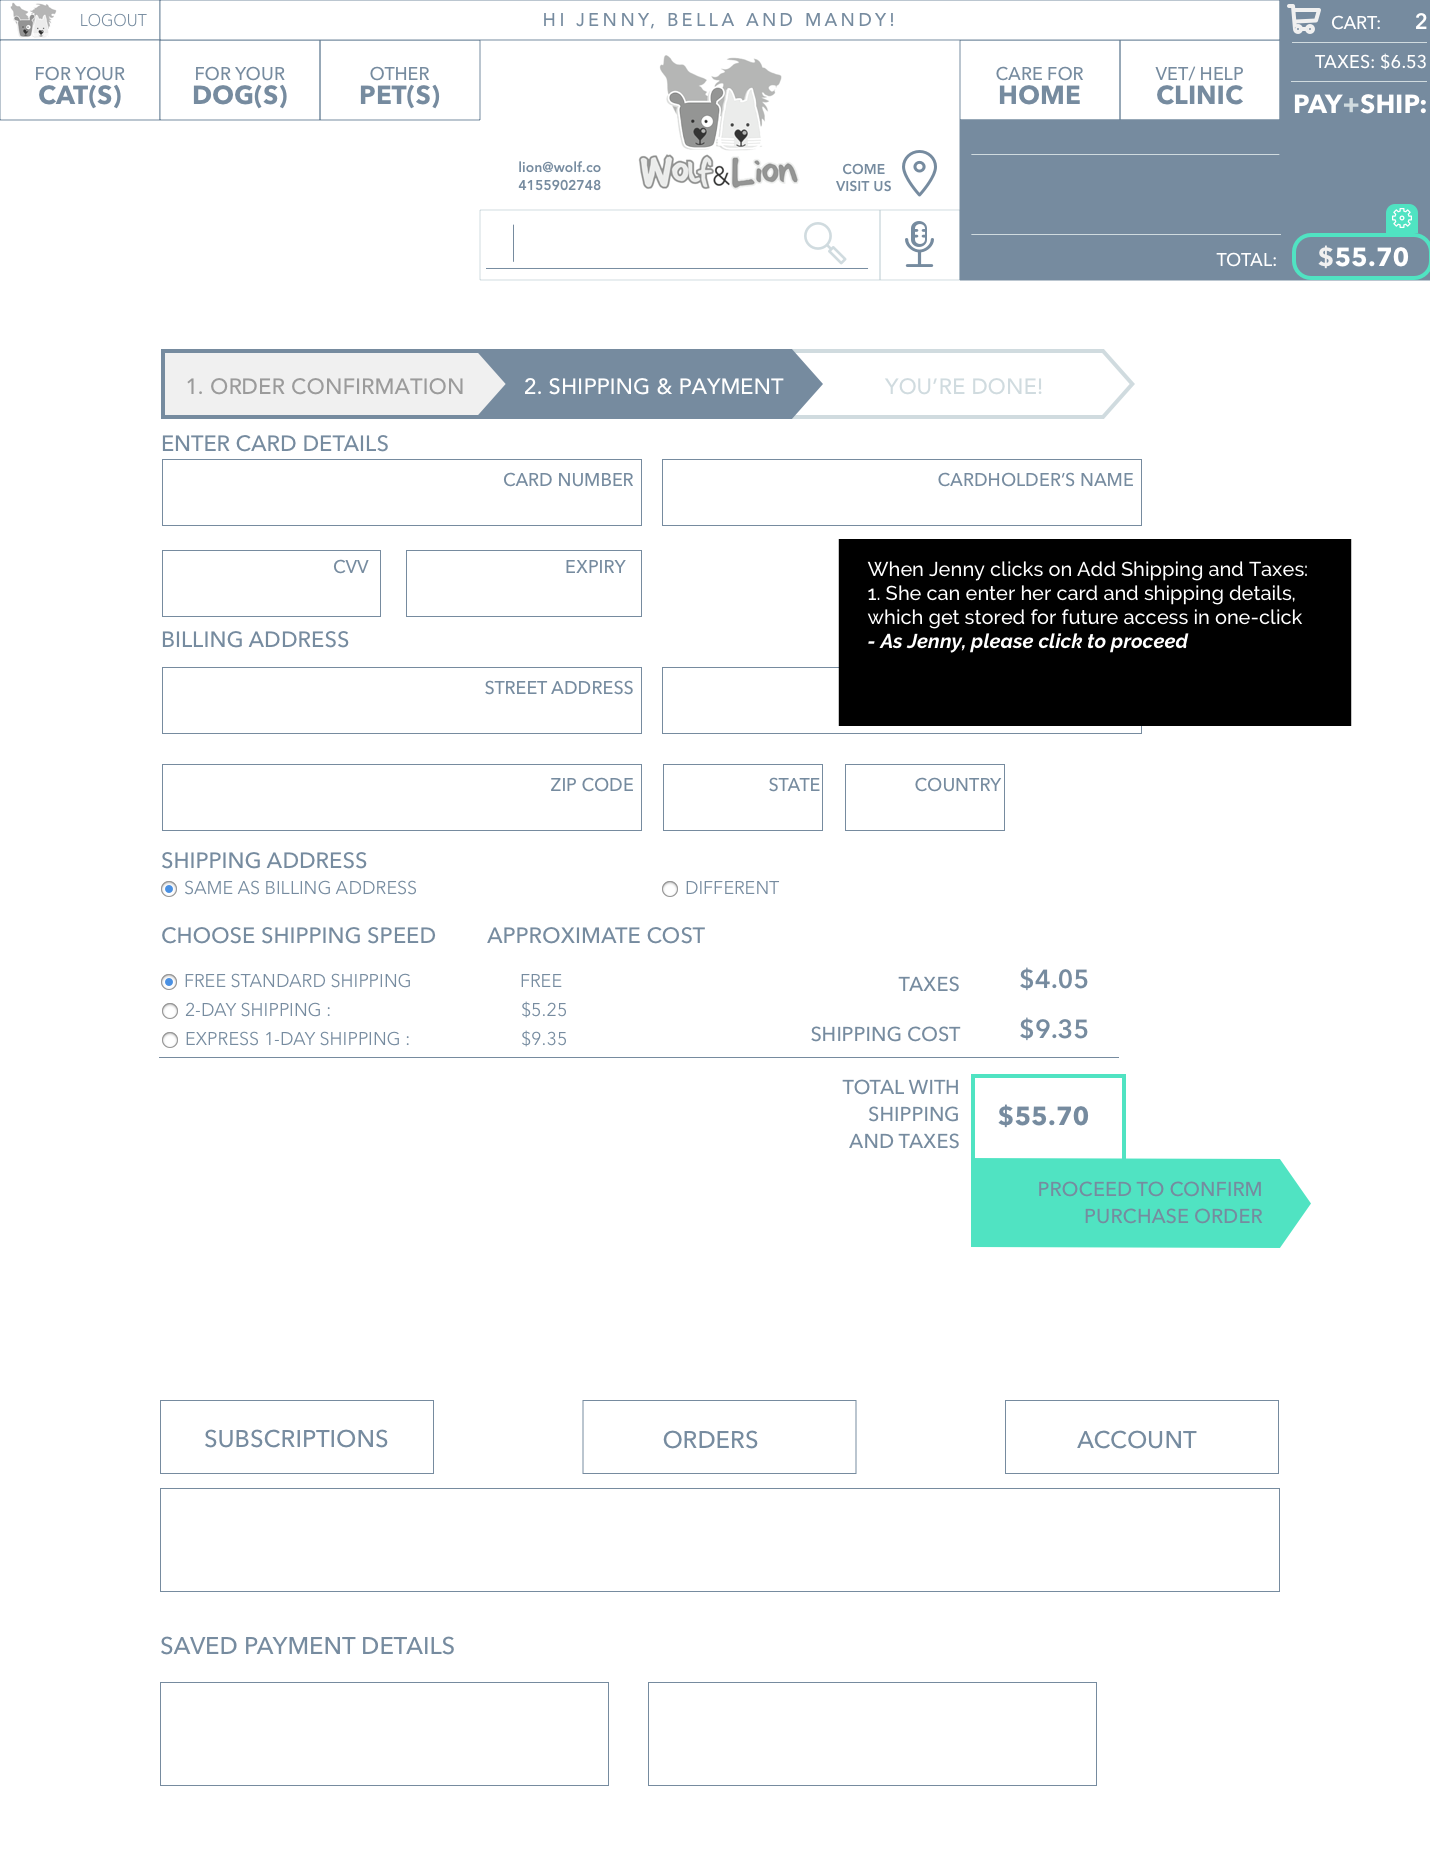 LOGOUT
HI JENNY, BELLA AND MANDY!
CART: 2
TAXES: $6.53
PAY+SHIP:
FOR YOUR
CAT(S)
FOR YOUR
DOG(S)
OTHER
PET(S)
CARE FOR
HOME
VET/ HELP
CLINIC
lion@wolf.co
4155902748
Wolf&Lion
COME
VISIT US
TOTAL: $55.70
1. ORDER CONFIRMATION
2. SHIPPING & PAYMENT
YOU'RE DONE!
ENTER CARD DETAILS
CARD NUMBER
CARDHOLDER'S NAME
CVV
EXPIRY
When Jenny clicks on Add Shipping and Taxes:
1. She can enter her card and shipping details,
which get stored for future access in one-click
- As Jenny, please click to proceed
BILLING ADDRESS
STREET ADDRESS
ZIP CODE
STATE
COUNTRY
SHIPPING ADDRESS
SAME AS BILLING ADDRESS
DIFFERENT
CHOOSE SHIPPING SPEED
APPROXIMATE COST
FREE STANDARD SHIPPING
FREE
2-DAY SHIPPING :
$5.25
EXPRESS 1-DAY SHIPPING :
$9.35
TAXES
$4.05
SHIPPING COST
$9.35
TOTAL WITH
SHIPPING
AND TAXES
$55.70
PROCEED TO CONFIRM
PURCHASE ORDER
SUBSCRIPTIONS
ORDERS
ACCOUNT
SAVED PAYMENT DETAILS